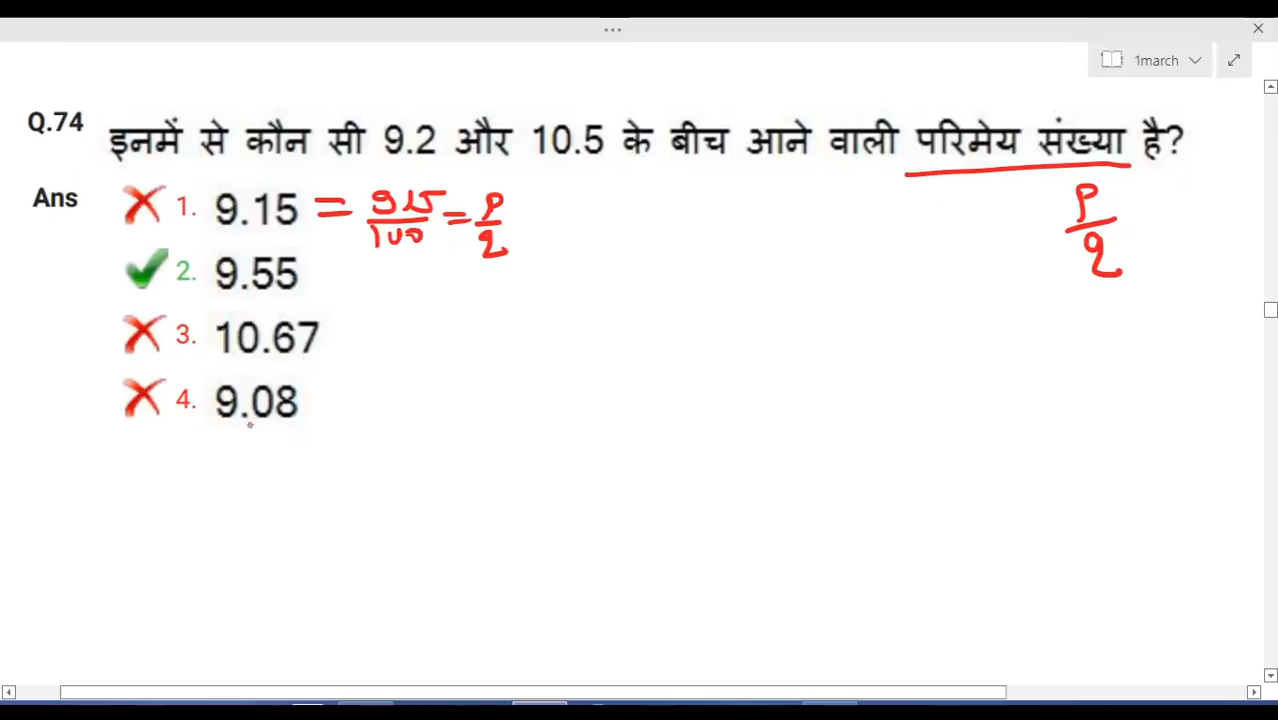 1march
Q.74 इनमें से कौन सी 9.2 और 10.5 के बीच आने वाली परिमेय संख्या है?
p/q
Ans 1. 9.15 = 915/100 = p/q
2. 9.55
3. 10.67
4. 9.08